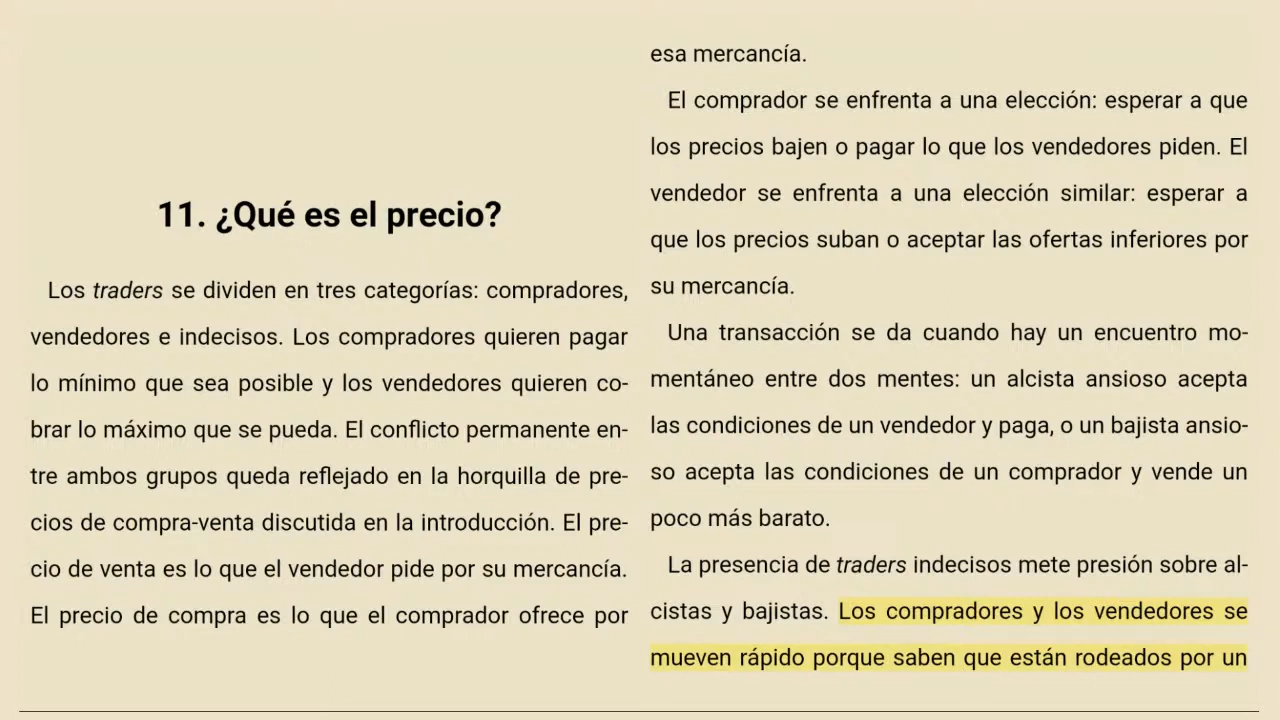 11. ¿Qué es el precio?
Los traders se dividen en tres categorías: compradores,
vendedores e indecisos. Los compradores quieren pagar
lo mínimo que sea posible y los vendedores quieren co-
brar lo máximo que se pueda. El conflicto permanente en-
tre ambos grupos queda reflejado en la horquilla de pre-
cios de compra-venta discutida en la introducción. El pre-
cio de venta es lo que el vendedor pide por su mercancía.
El precio de compra es lo que el comprador ofrece por
esa mercancía.
El comprador se enfrenta a una elección: esperar a que
los precios bajen o pagar lo que los vendedores piden. El
vendedor se enfrenta a una elección similar: esperar a
que los precios suban o aceptar las ofertas inferiores por
su mercancía.
Una transacción se da cuando hay un encuentro mo-
mentáneo entre dos mentes: un alcista ansioso acepta
las condiciones de un vendedor y paga, o un bajista ansio-
so acepta las condiciones de un comprador y vende un
poco más barato.
La presencia de traders indecisos mete presión sobre al-
cistas y bajistas. Los compradores y los vendedores se
mueven rápido porque saben que están rodeados por un